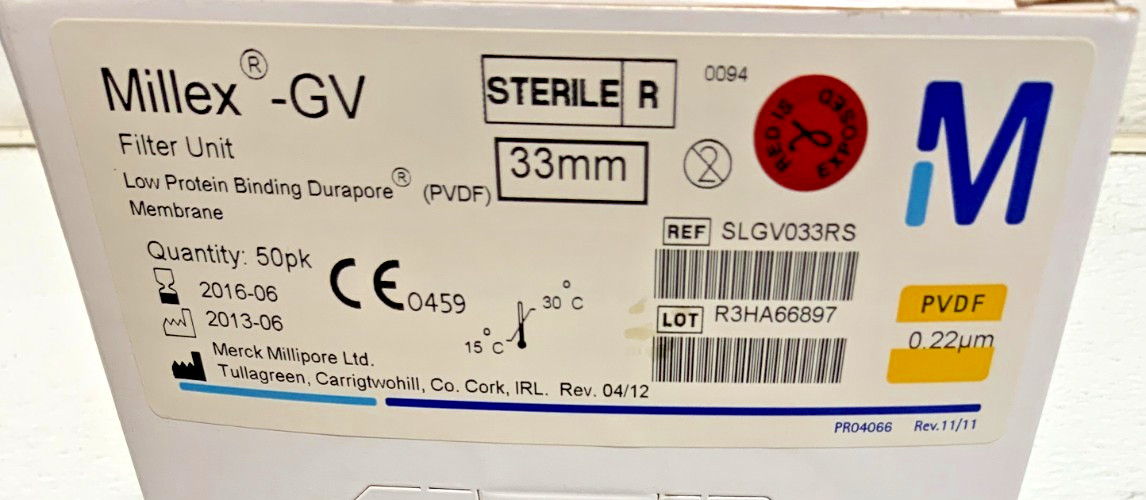 Millex®-GV
Filter Unit
Low Protein Binding Durapore® (PVDF)
Membrane
Quantity: 50pk
2016-06
2013-06
Merck Millipore Ltd.
Tullagreen, Carrigtwohill, Co. Cork, IRL. Rev. 04/12
CE0459
15°C
30°C
STERILE R
33mm
2
0094
RED IS EXPOSED
M
REF SLGV033RS
LOT R3HA66897
PVDF
0.22µm
PR04066 Rev.11/11